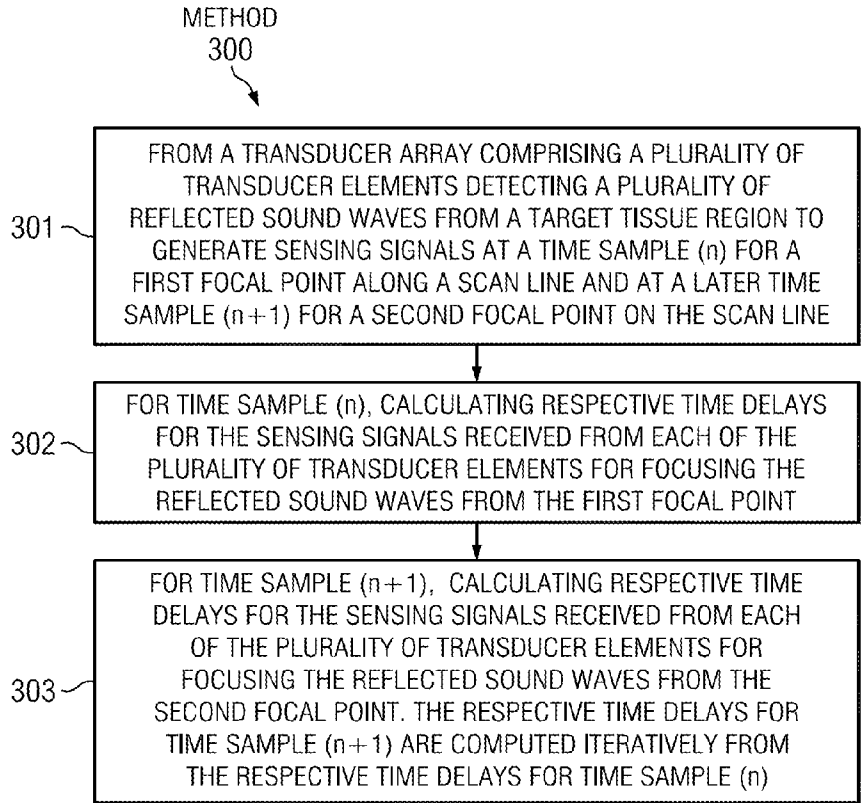 METHOD
300
301
FROM A TRANSDUCER ARRAY COMPRISING A PLURALITY OF
TRANSDUCER ELEMENTS DETECTING A PLURALITY OF
REFLECTED SOUND WAVES FROM A TARGET TISSUE REGION TO
GENERATE SENSING SIGNALS AT A TIME SAMPLE (n) FOR A
FIRST FOCAL POINT ALONG A SCAN LINE AND AT A LATER TIME
SAMPLE (n+1) FOR A SECOND FOCAL POINT ON THE SCAN LINE
302
FOR TIME SAMPLE (n), CALCULATING RESPECTIVE TIME DELAYS
FOR THE SENSING SIGNALS RECEIVED FROM EACH OF THE
PLURALITY OF TRANSDUCER ELEMENTS FOR FOCUSING THE
REFLECTED SOUND WAVES FROM THE FIRST FOCAL POINT
303
FOR TIME SAMPLE (n+1), CALCULATING RESPECTIVE TIME
DELAYS FOR THE SENSING SIGNALS RECEIVED FROM EACH
OF THE PLURALITY OF TRANSDUCER ELEMENTS FOR
FOCUSING THE REFLECTED SOUND WAVES FROM THE
SECOND FOCAL POINT. THE RESPECTIVE TIME DELAYS FOR
TIME SAMPLE (n+1) ARE COMPUTED ITERATIVELY FROM
THE RESPECTIVE TIME DELAYS FOR TIME SAMPLE (n)